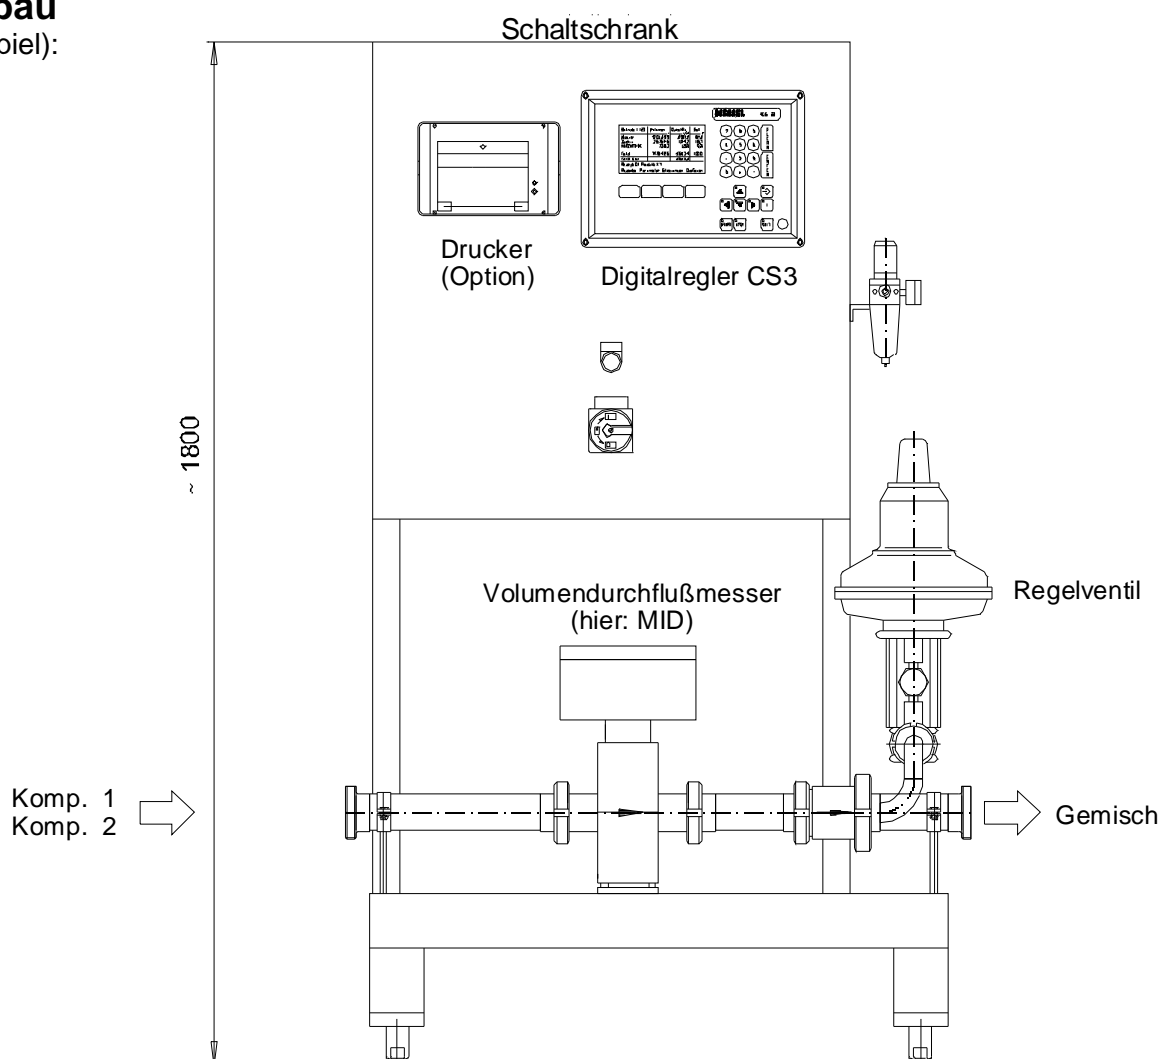 bau
piel):
Schaltschrank
Drucker
(Option)
Digitalregler CS3
~ 1800
Volumendurchflußmesser
(hier: MID)
Regelventil
Komp. 1
Komp. 2
Gemisch